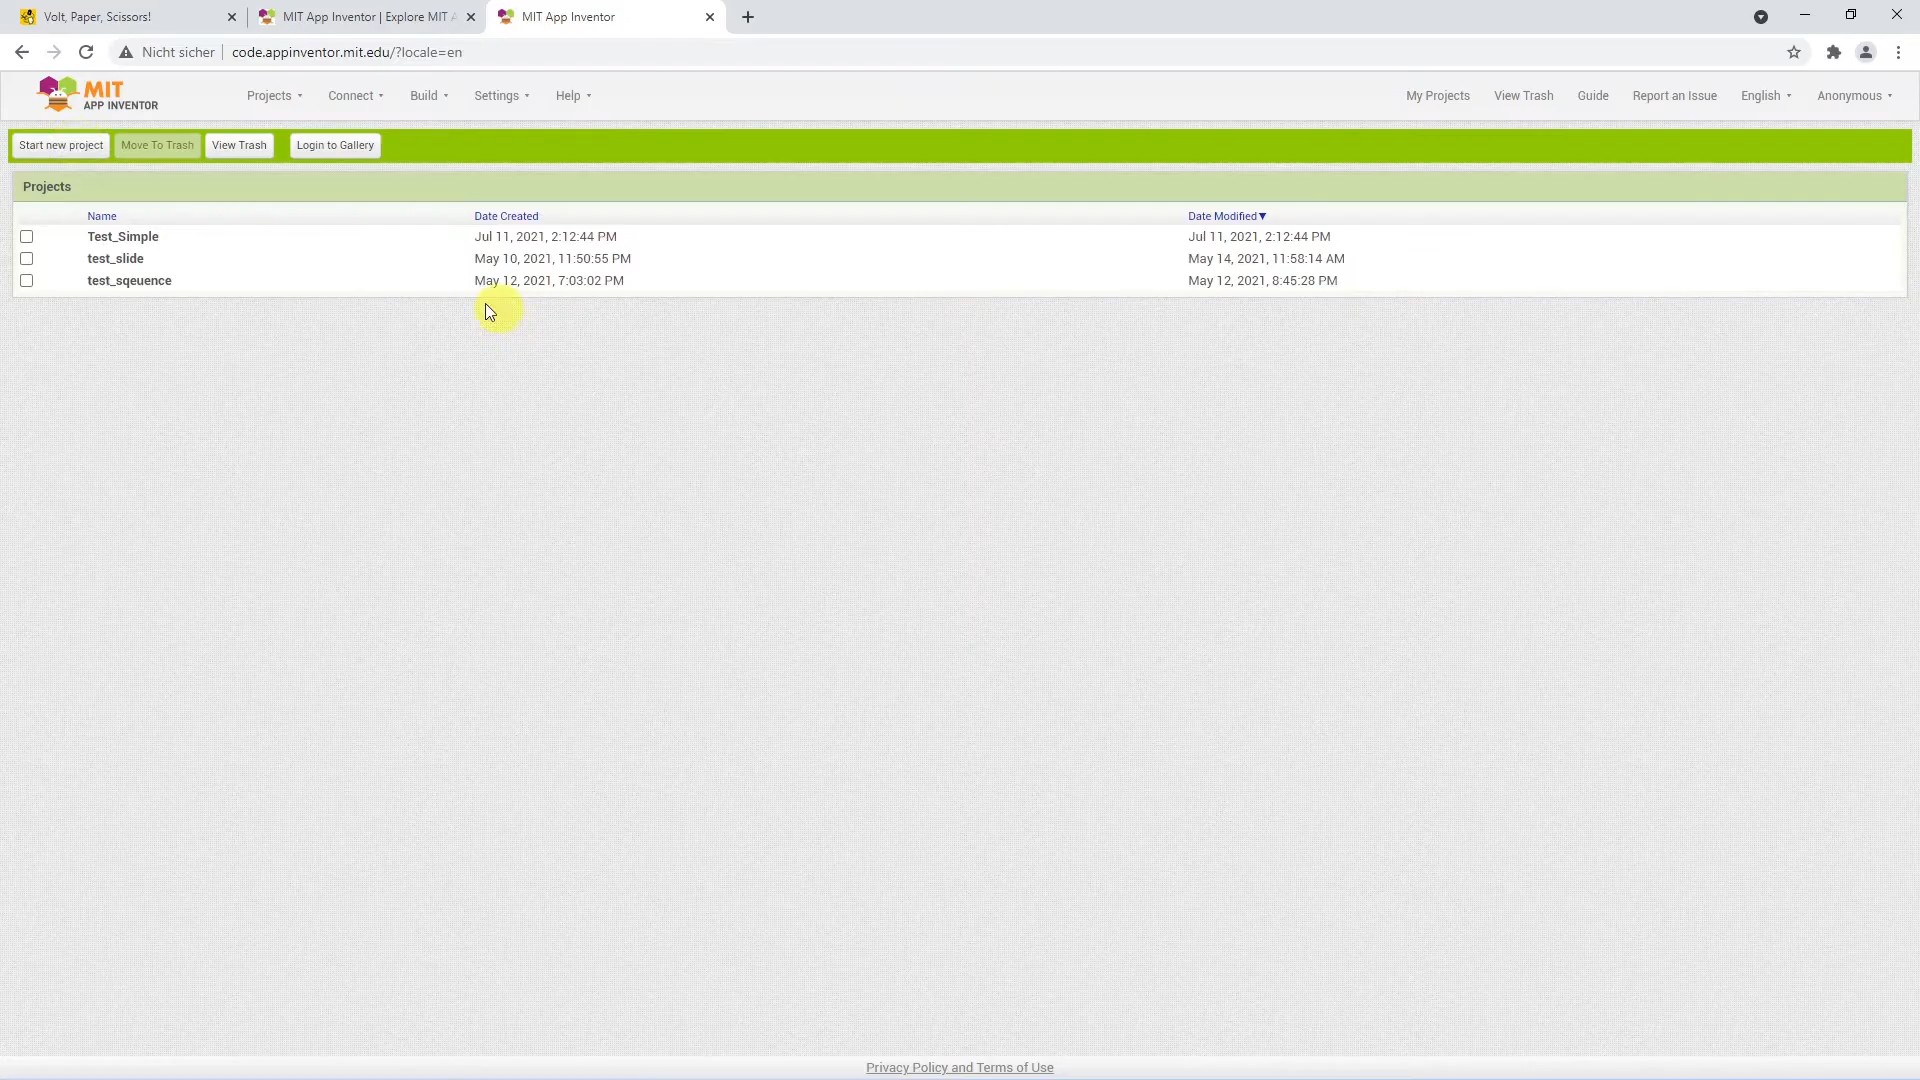 Volt, Paper, Scissors!
MIT App Inventor | Explore MIT A
MIT App Inventor
Nicht sicher
code.appinventor.mit.edu/?locale=en
MIT
APP INVENTOR
Projects
Connect
Build
Settings
Help
My Projects
View Trash
Guide
Report an Issue
English
Anonymous
Start new project
Move To Trash
View Trash
Login to Gallery
Projects
Name Date Created Date Modified▼
Test_Simple Jul 11, 2021, 2:12:44 PM Jul 11, 2021, 2:12:44 PM
test_slide May 10, 2021, 11:50:55 PM May 14, 2021, 11:58:14 AM
test_sqeuence May 12, 2021, 7:03:02 PM May 12, 2021, 8:45:28 PM
Privacy Policy and Terms of Use